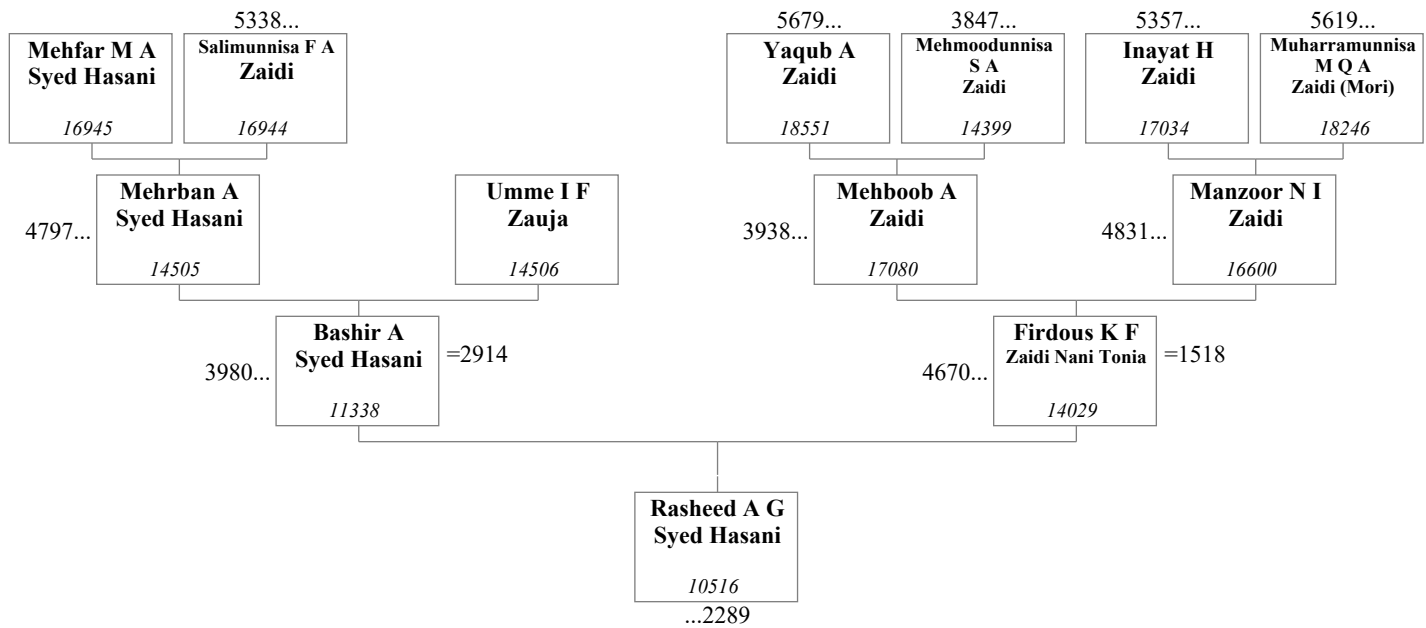 5338...
5679...
3847...
5357...
5619...
Mehfar M A
Syed Hasani
16945
Salimunnisa F A
Zaidi
16944
Yaqub A
Zaidi
18551
Mehmoodunnisa
S A
Zaidi
14399
Inayat H
Zaidi
17034
Muharramunnisa
M Q A
Zaidi (Mori)
18246
4797...
Mehrban A
Syed Hasani
14505
Umme I F
Zauja
14506
3938...
Mehboob A
Zaidi
17080
4831...
Manzoor N I
Zaidi
16600
3980...
Bashir A
Syed Hasani
11338
=2914
4670...
Firdous K F
Zaidi Nani Tonia
14029
=1518
Rasheed A G
Syed Hasani
10516
...2289